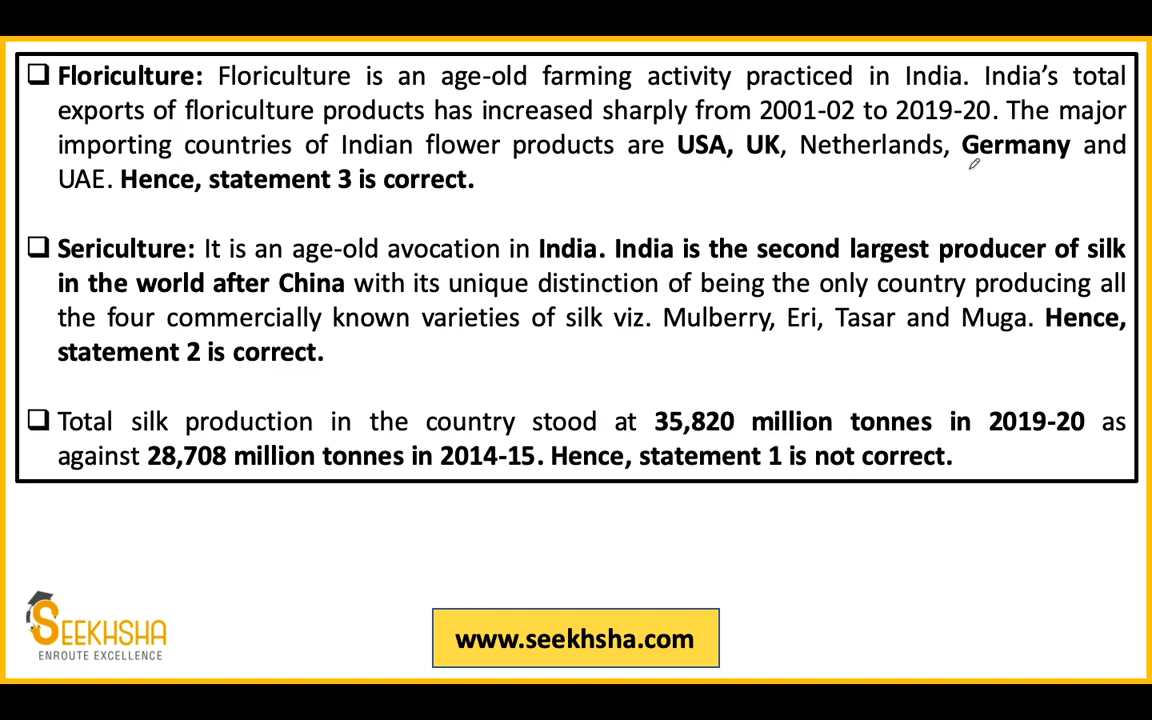 ❑ Floriculture: Floriculture is an age-old farming activity practiced in India. India’s total
exports of floriculture products has increased sharply from 2001-02 to 2019-20. The major
importing countries of Indian flower products are USA, UK, Netherlands, Germany and
UAE. Hence, statement 3 is correct.
❑ Sericulture: It is an age-old avocation in India. India is the second largest producer of silk
in the world after China with its unique distinction of being the only country producing all
the four commercially known varieties of silk viz. Mulberry, Eri, Tasar and Muga. Hence,
statement 2 is correct.
❑ Total silk production in the country stood at 35,820 million tonnes in 2019-20 as
against 28,708 million tonnes in 2014-15. Hence, statement 1 is not correct.
SEEKHSHA
ENROUTE EXCELLENCE
www.seekhsha.com